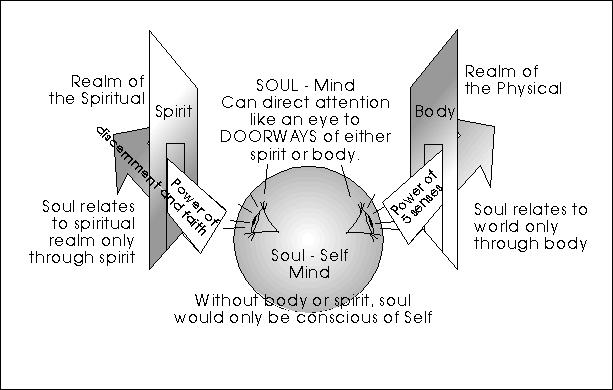 Realm of
the Spiritual
Spirit
discernment and faith
Power of
Soul relates
to spiritual
realm only
through spirit
SOUL - Mind
Can direct attention
like an eye to
DOORWAYS of either
spirit or body.
Soul - Self
Mind
Without body or spirit, soul
would only be conscious of Self
Body
Realm of
the Physical
Power of
5 senses
Soul relates to
world only
through body